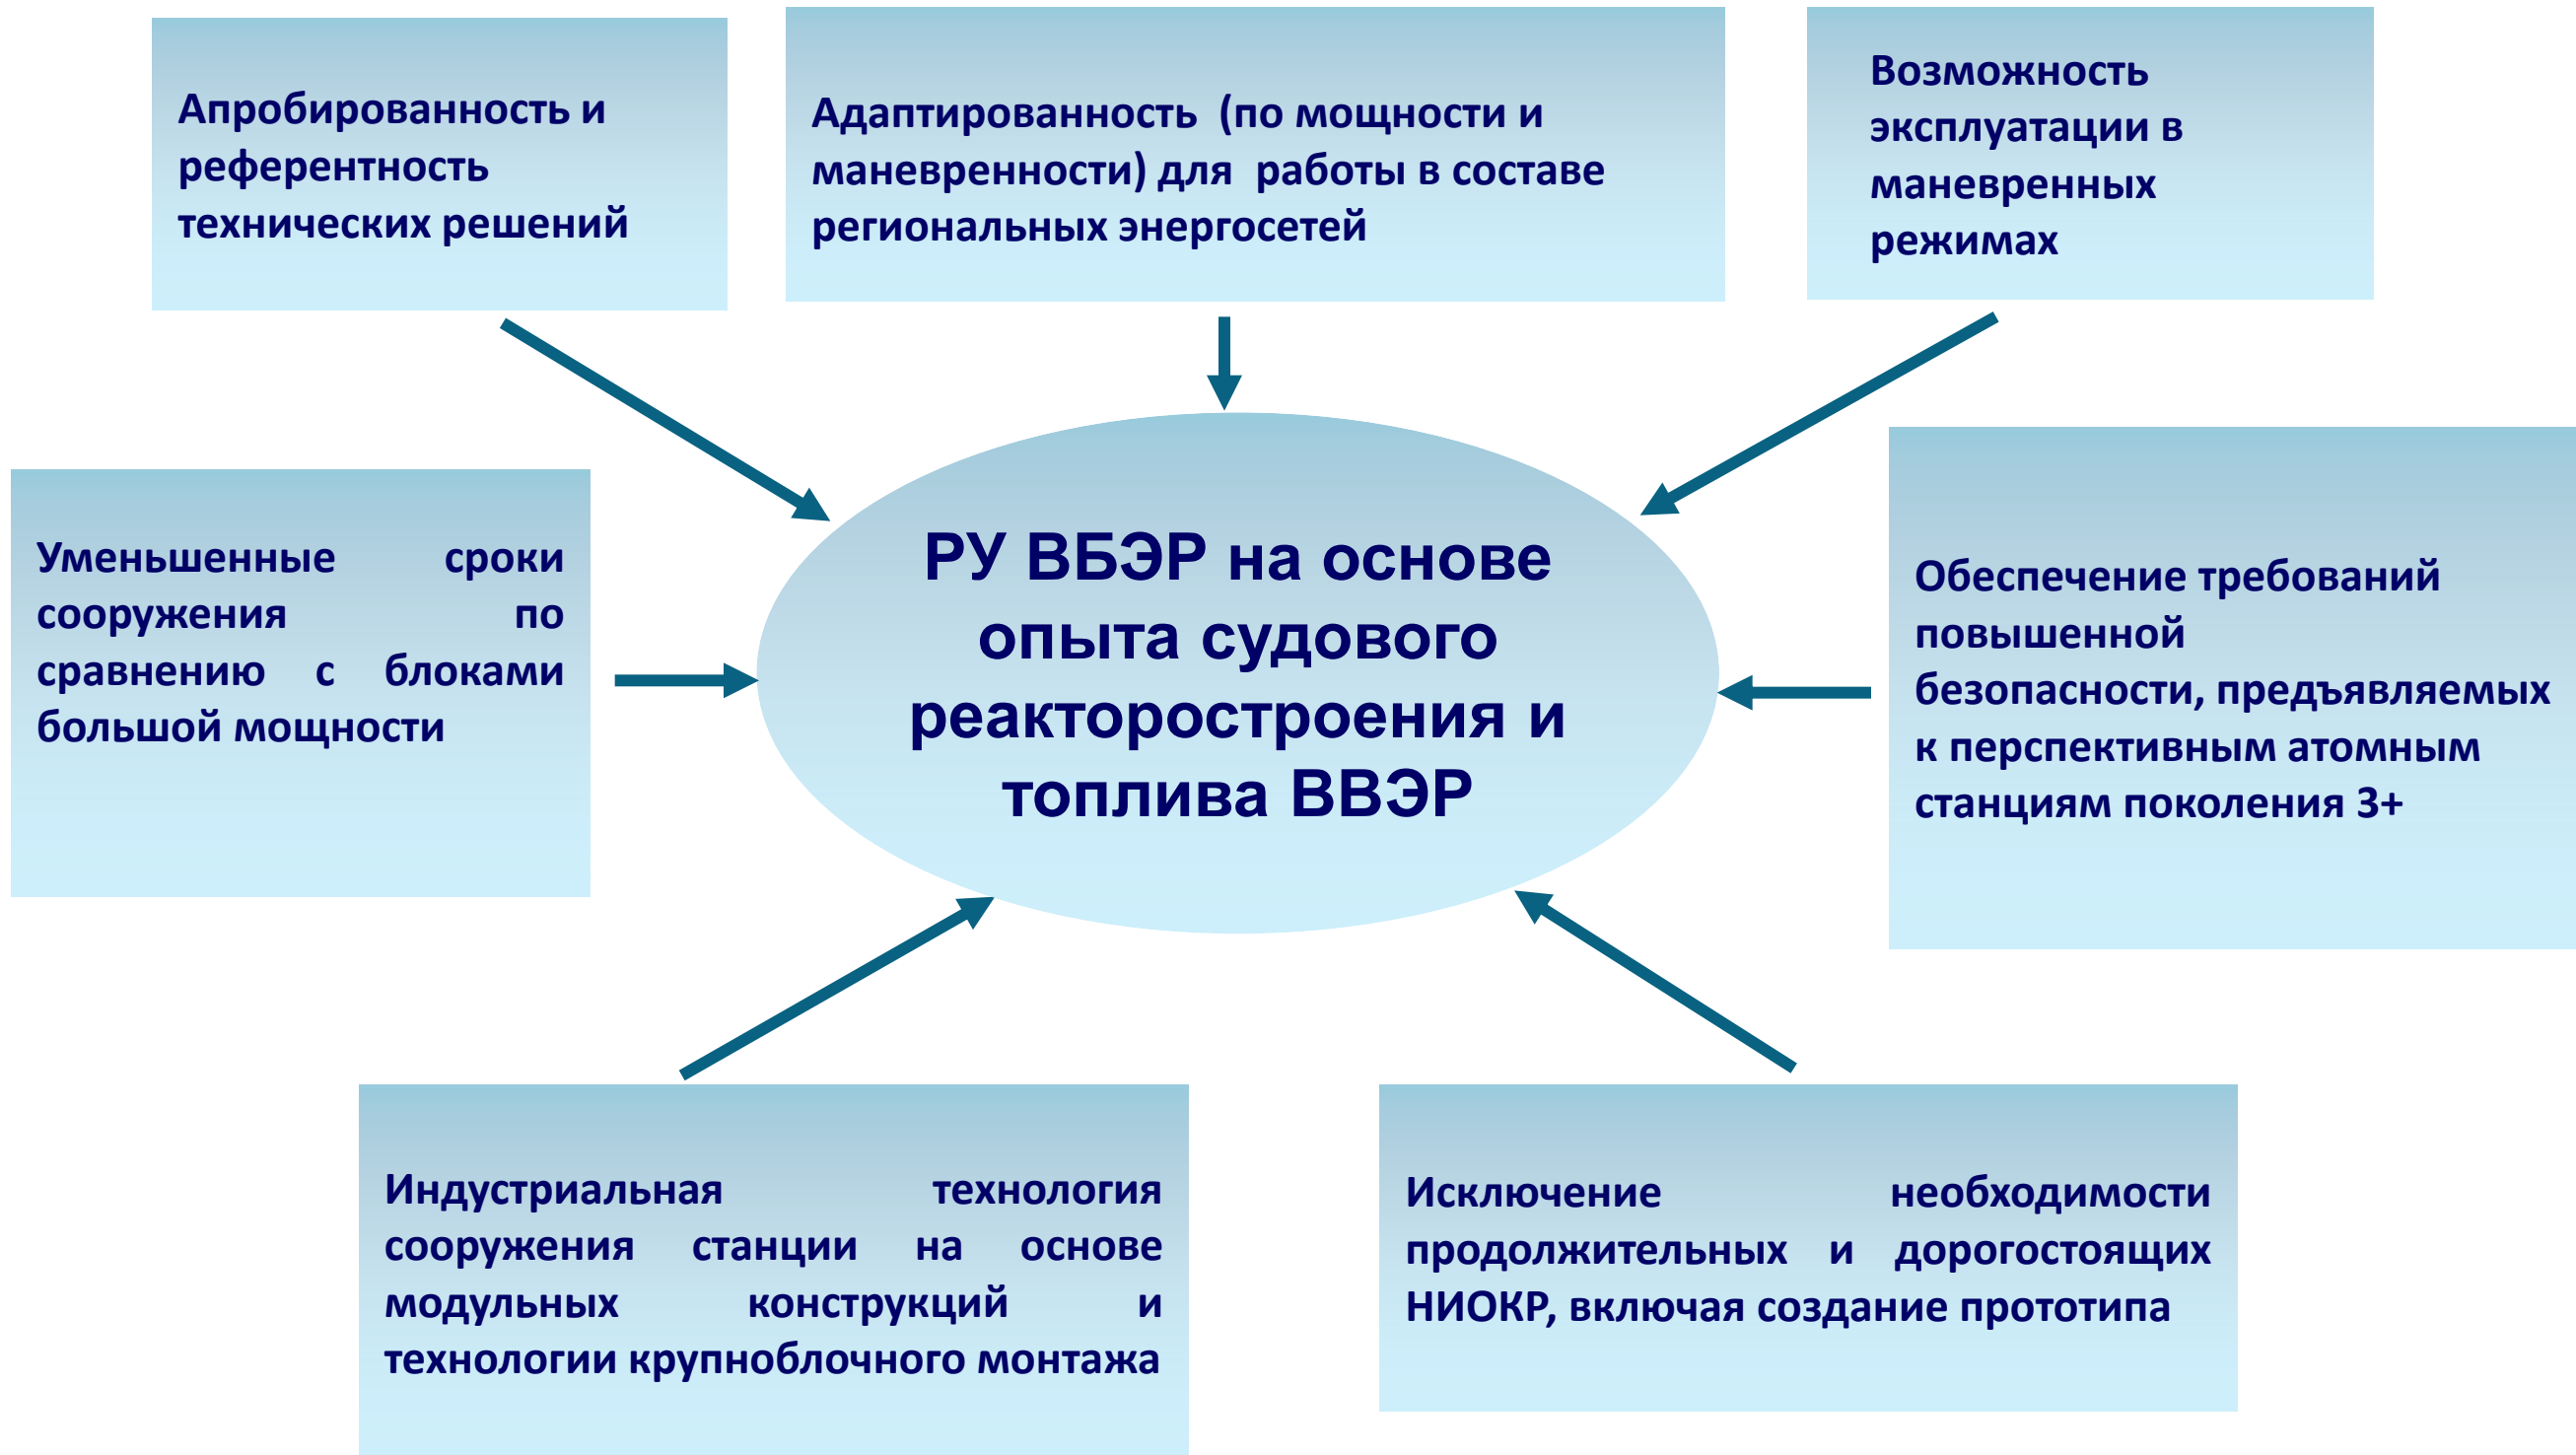 Апробированность и
референтность
технических решений
Адаптированность (по мощности и
маневренности) для работы в составе
региональных энергосетей
Возможность
эксплуатации в
маневренных
режимах
Уменьшенные сроки
сооружения по
сравнению с блоками
большой мощности
РУ ВБЭР на основе
опыта судового
реакторостроения и
топлива ВВЭР
Обеспечение требований
повышенной
безопасности, предъявляемых
к перспективным атомным
станциям поколения 3+
Индустриальная технология
сооружения станции на основе
модульных конструкций и
технологии крупноблочного монтажа
Исключение необходимости
продолжительных и дорогостоящих
НИОКР, включая создание прототипа